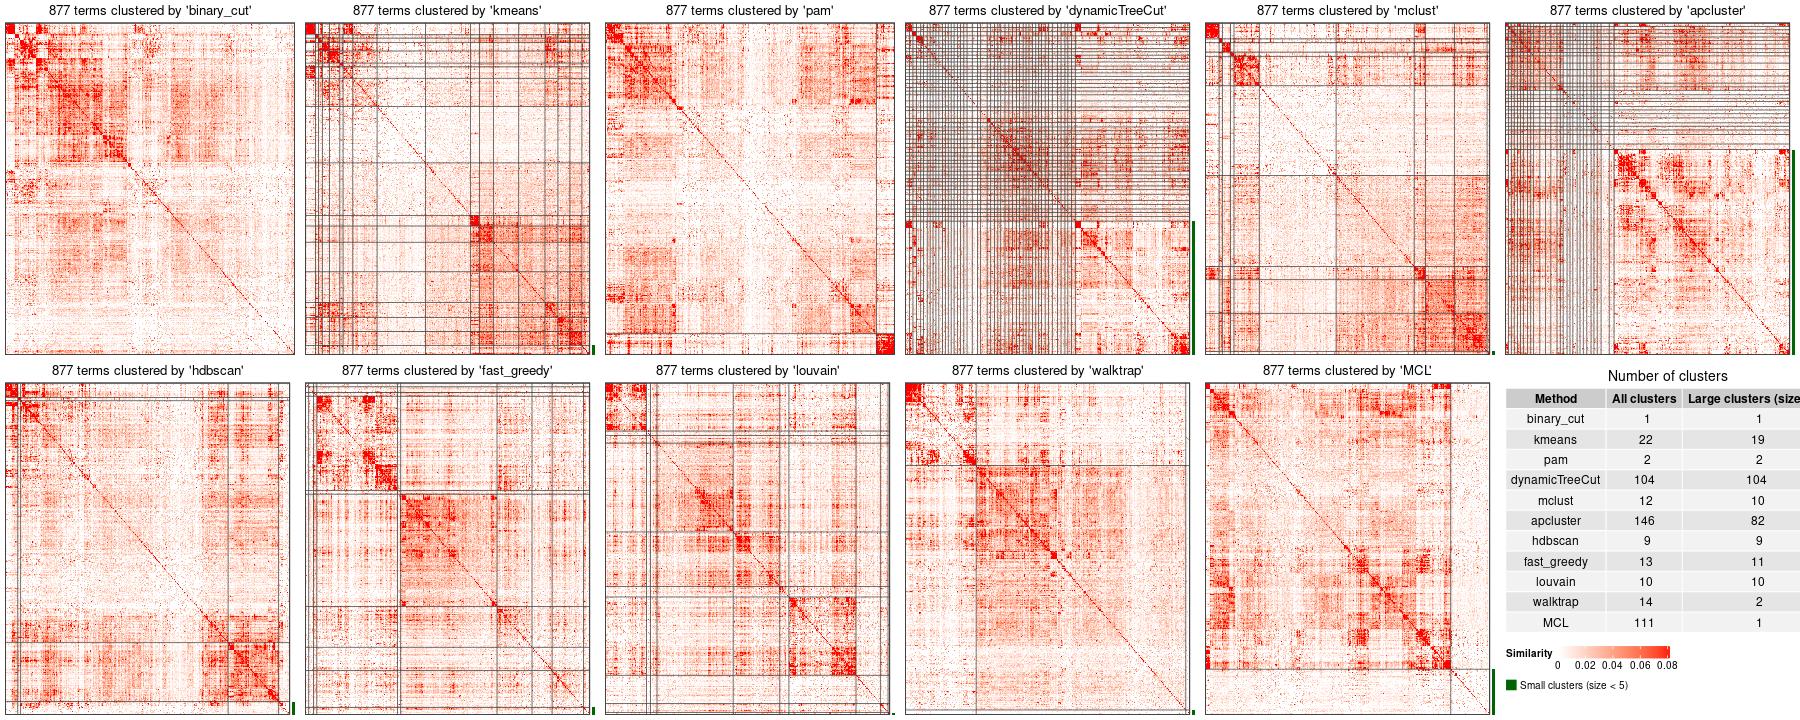 877 terms clustered by 'binary_cut'
877 terms clustered by 'kmeans'
877 terms clustered by 'pam'
877 terms clustered by 'dynamicTreeCut'
877 terms clustered by 'mclust'
877 terms clustered by 'apcluster'
877 terms clustered by 'hdbscan'
877 terms clustered by 'fast_greedy'
877 terms clustered by 'louvain'
877 terms clustered by 'walktrap'
877 terms clustered by 'MCL'
Number of clusters
Method All clusters Large clusters (size
binary_cut 1 1
kmeans 22 19
pam 2 2
dynamicTreeCut 104 104
mclust 12 10
apcluster 146 82
hdbscan 9 9
fast_greedy 13 11
louvain 10 10
walktrap 14 2
MCL 111 1
Similarity
0 0.02 0.04 0.06 0.08
Small clusters (size < 5)